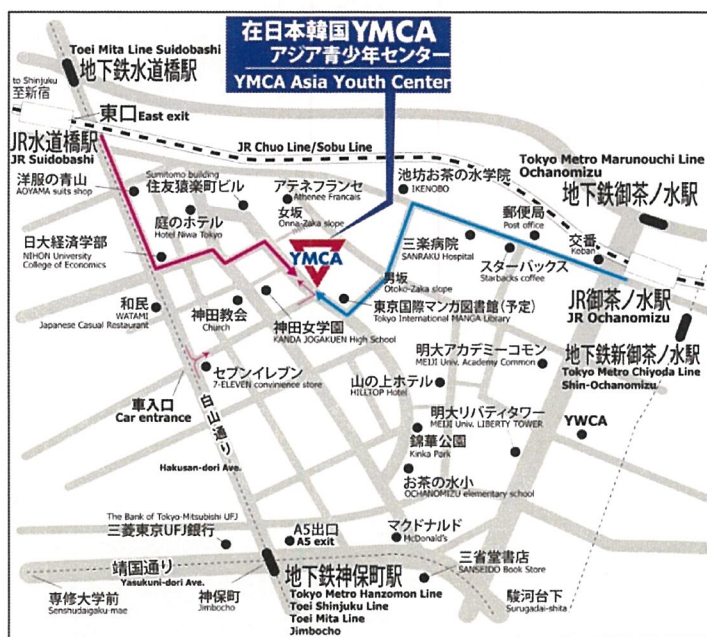 在日本韓国YMCA
アジア青少年センター
YMCA Asia Youth Center
Toei Mita Line Suidobashi
地下鉄水道橋駅
to Shinjuku
至新宿
東口 East exit
JR水道橋駅
JR Suidobashi
JR Chuo Line/Sobu Line
Tokyo Metro Marunouchi Line
Ochanomizu
地下鉄御茶ノ水駅
洋服の青山
AOYAMA suits shop
Sumitomo building
住友猿楽町ビル
アテネフランセ
Athenee Francais
池坊お茶の水学院
IKENOBO
庭のホテル
Hotel Niwa Tokyo
女坂
Onna-Zaka slope
郵便局
Post office
交番
Koban
日大経済学部
NIHON University
College of Economics
YMCA
三楽病院
SANRAKU Hospital
スターバックス
Starbacks coffee
男坂
Otoko-Zaka slope
JR御茶ノ水駅
JR Ochanomizu
和民
WATAMI
Japanese Casual Restaurant
神田教会
Church
神田女学園
KANDA JOGAKUEN High School
東京国際マンガ図書館(予定)
Tokyo International MANGA Library
地下鉄新御茶ノ水駅
Tokyo Metro Chiyoda Line
Shin-Ochanomizu
セブンイレブン
7-ELEVEN convinience store
明大アカデミーコモン
MEIJI Univ. Academy Common
山の上ホテル
HILLTOP Hotel
車入口
Car entrance
白山通り
Hakusan-dori Ave.
明大リバティタワー
MEIJI Univ. LIBERTY TOWER
YWCA
錦華公園
Kinka Park
お茶の水小
OCHANOMIZU elementary school
The Bank of Tokyo-Mitsubishi UFJ
三菱東京UFJ銀行
A5出口
A5 exit
マクドナルド
McDonald's
靖国通り
Yasukuni-dori Ave.
三省堂書店
SANSEIDO Book Store
専修大学前
Senshudaigaku-mae
神保町
Jimbocho
地下鉄神保町駅
Tokyo Metro Hanzomon Line
Toei Shinjuku Line
Toei Mita Line
Jimbocho
駿河台下
Surugadai-shita